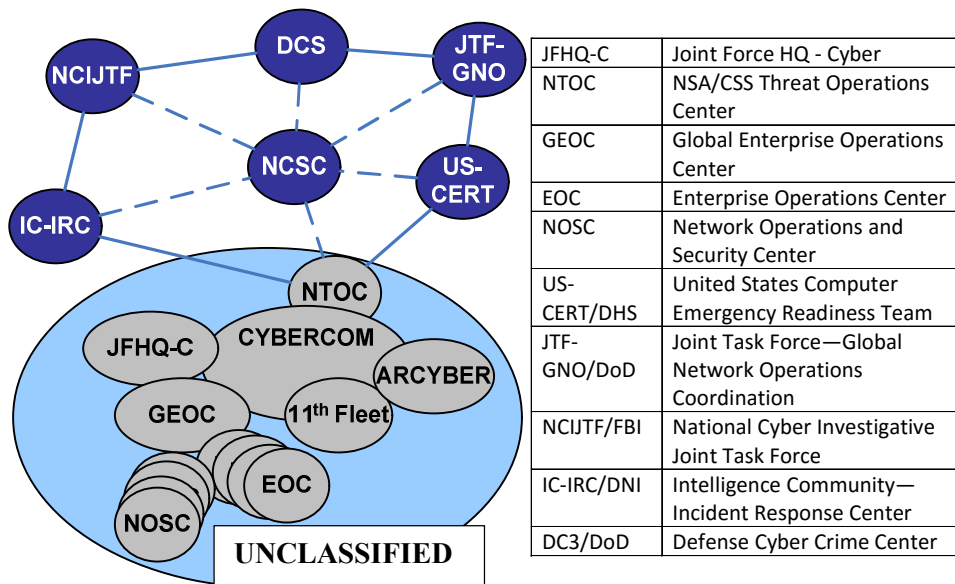 DCS
JTF-
GNO
NCIJTF
NCSC
US-
CERT
IC-IRC
NTOC
CYBERCOM
JFHQ-C
ARCYBER
GEOC
11th Fleet
EOC
NOSC
UNCLASSIFIED
JFHQ-C Joint Force HQ - Cyber
NTOC NSA/CSS Threat Operations
Center
GEOC Global Enterprise Operations
Center
EOC Enterprise Operations Center
NOSC Network Operations and
Security Center
US- United States Computer
CERT/DHS Emergency Readiness Team
JTF- Joint Task Force—Global
GNO/DoD Network Operations
Coordination
NCIJTF/FBI National Cyber Investigative
Joint Task Force
IC-IRC/DNI Intelligence Community—
Incident Response Center
DC3/DoD Defense Cyber Crime Center